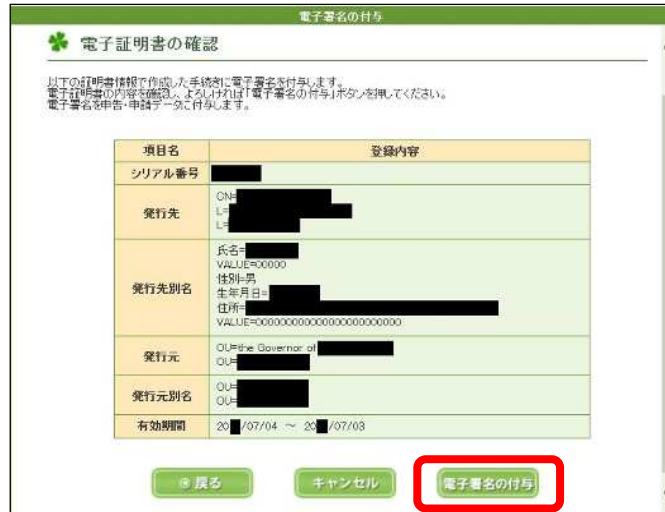 電子署名の付与
電子証明書の確認
以下の証明書情報で作成した手続きに電子署名を付与します。
電子証明書の内容を確認し、よろしければ「電子署名の付与」ボタンを押してください。
電子署名を申告・申請データに付与します。
項目名 登録内容
シリアル番号
発行先
CN=
L=
L=
発行先別名
氏名=
VALUE=00000
性別=男
生年月日=
住所=
VALUE=000000000000000000000000
発行元
OU=the Governor of
OU=
発行元別名
OU=
OU=
有効期間 20 /07/04 ～ 20 /07/03
戻る キャンセル 電子署名の付与